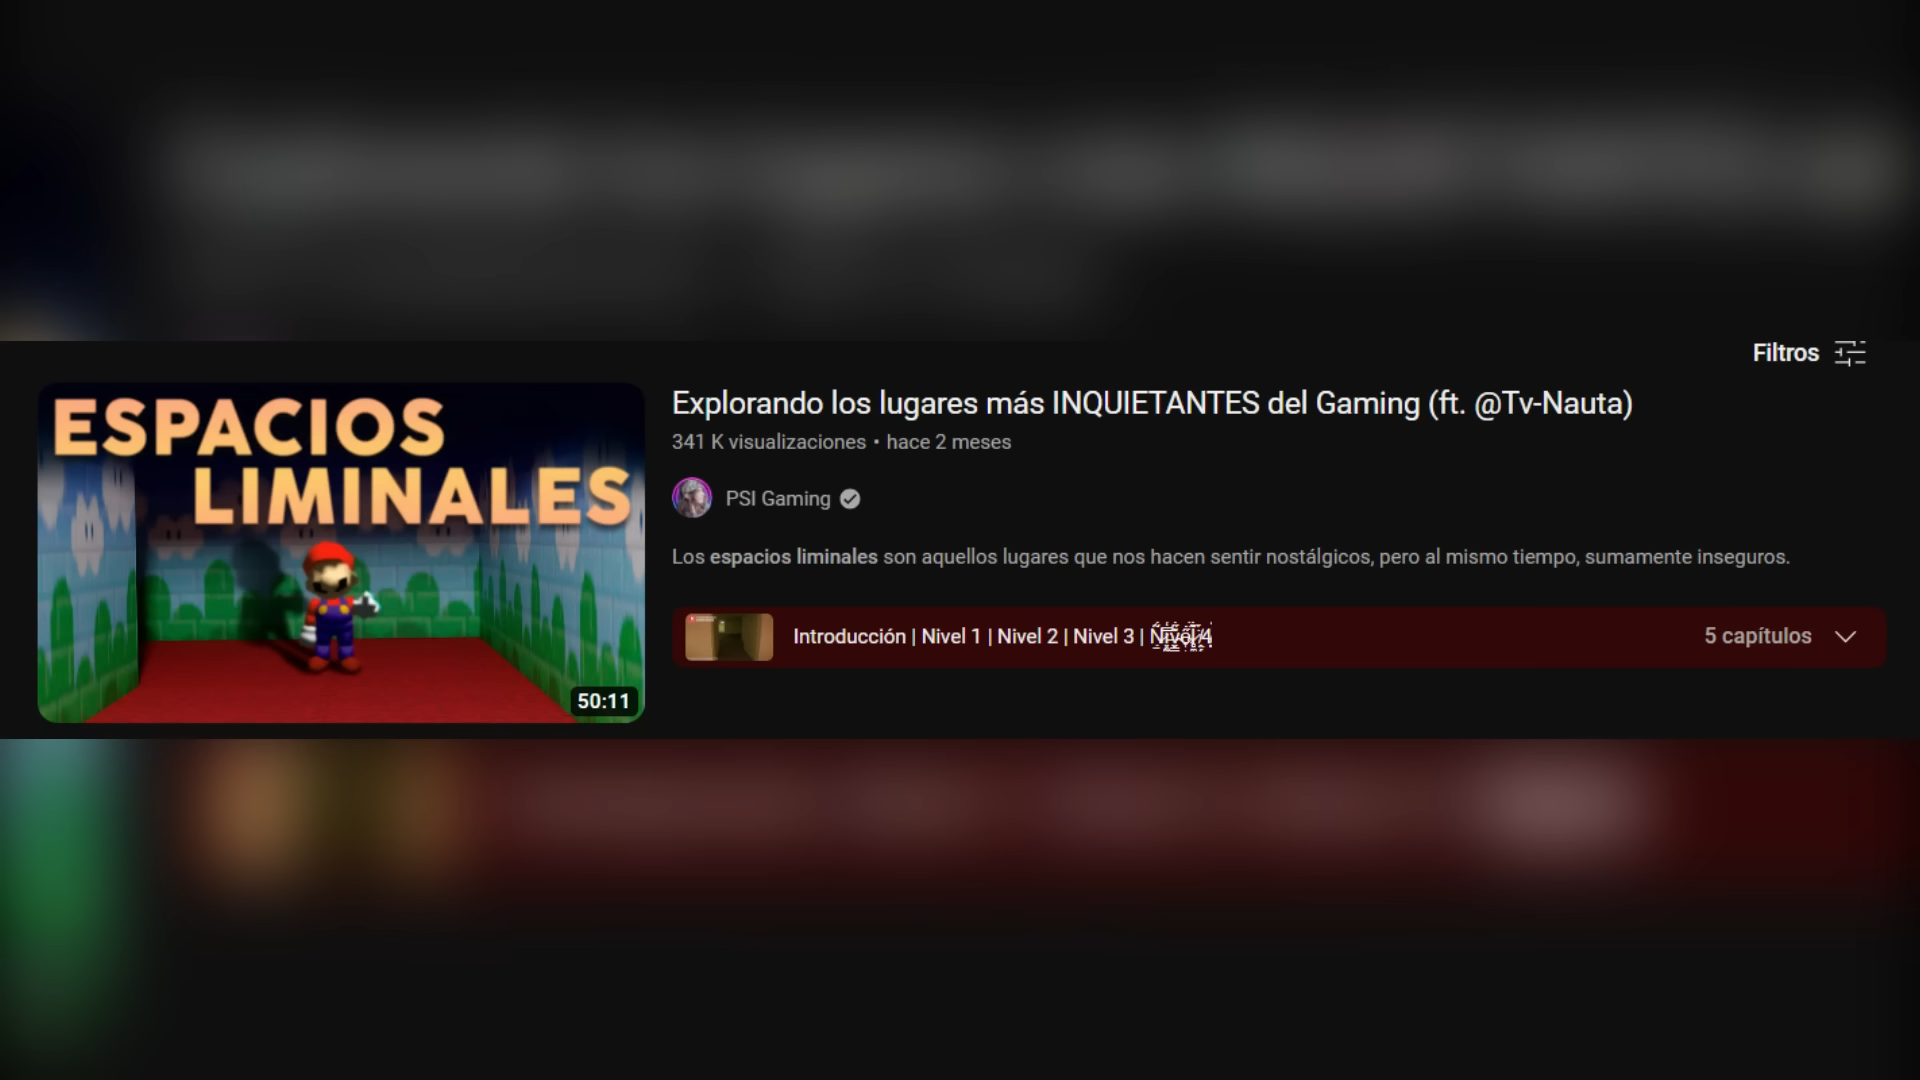 Filtros
ESPACIOS
LIMINALES
50:11
Explorando los lugares más INQUIETANTES del Gaming (ft. @Tv-Nauta)
341 K visualizaciones • hace 2 meses
PSI Gaming
Los espacios liminales son aquellos lugares que nos hacen sentir nostálgicos, pero al mismo tiempo, sumamente inseguros.
Introducción | Nivel 1 | Nivel 2 | Nivel 3 | Nivel 4
5 capítulos